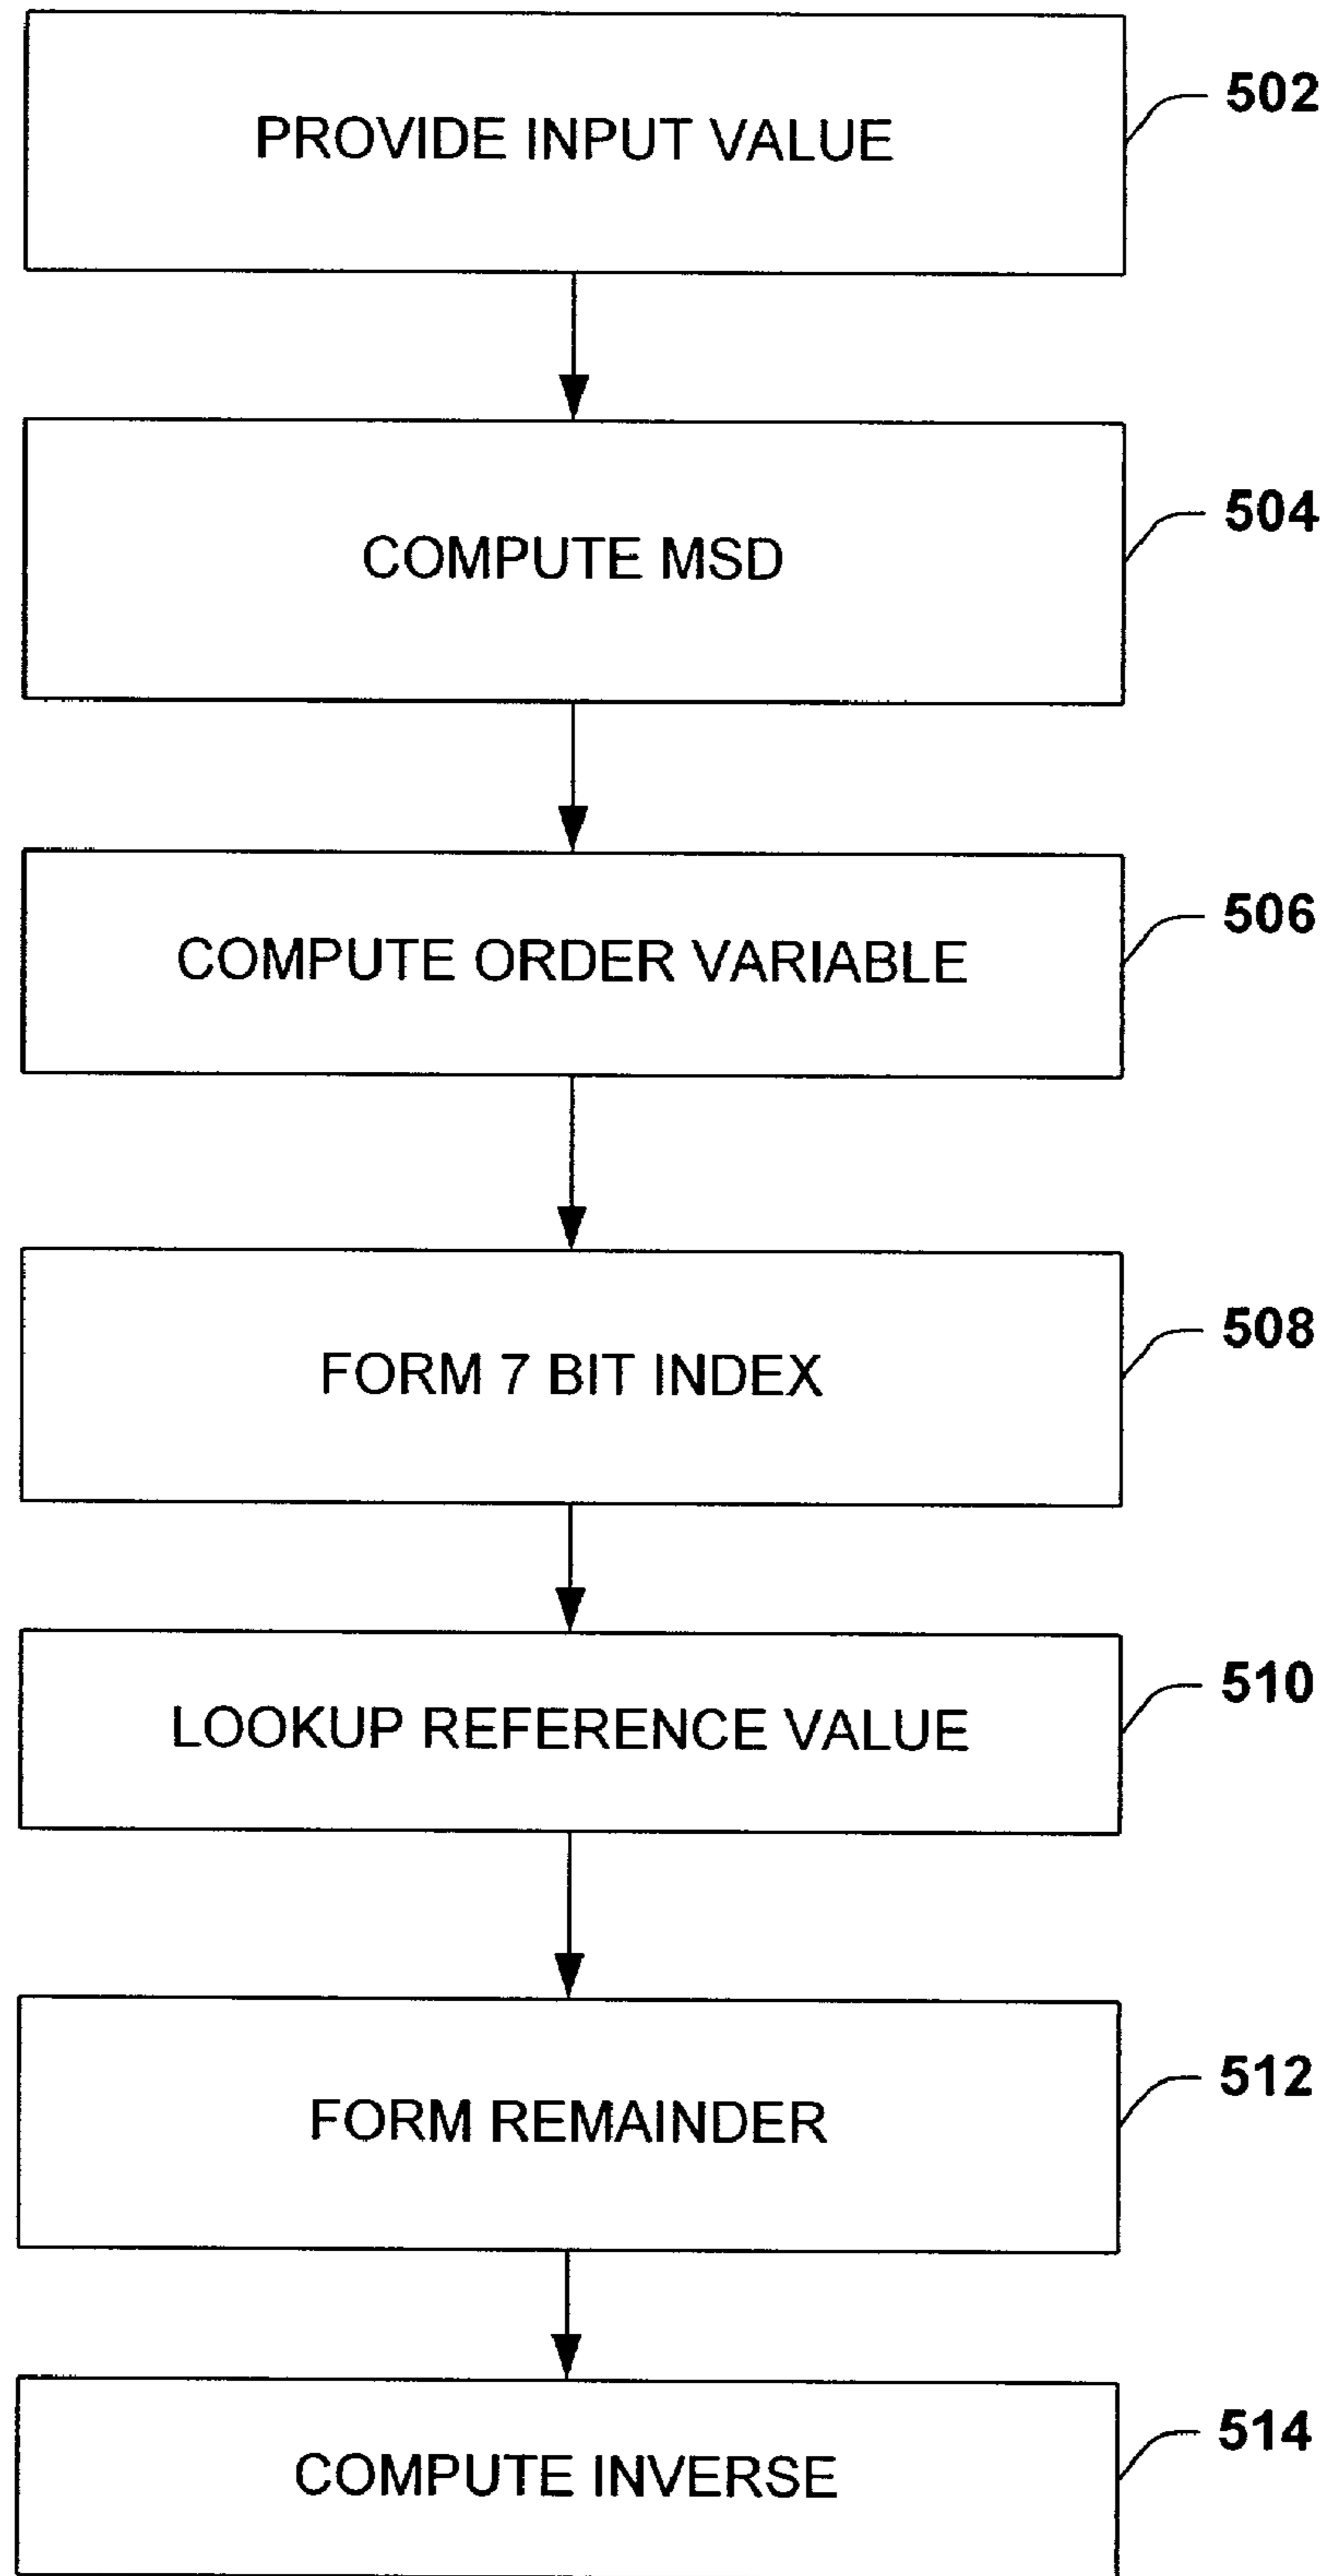 PROVIDE INPUT VALUE
502
COMPUTE MSD
504
COMPUTE ORDER VARIABLE
506
FORM 7 BIT INDEX
508
LOOKUP REFERENCE VALUE
510
FORM REMAINDER
512
COMPUTE INVERSE
514